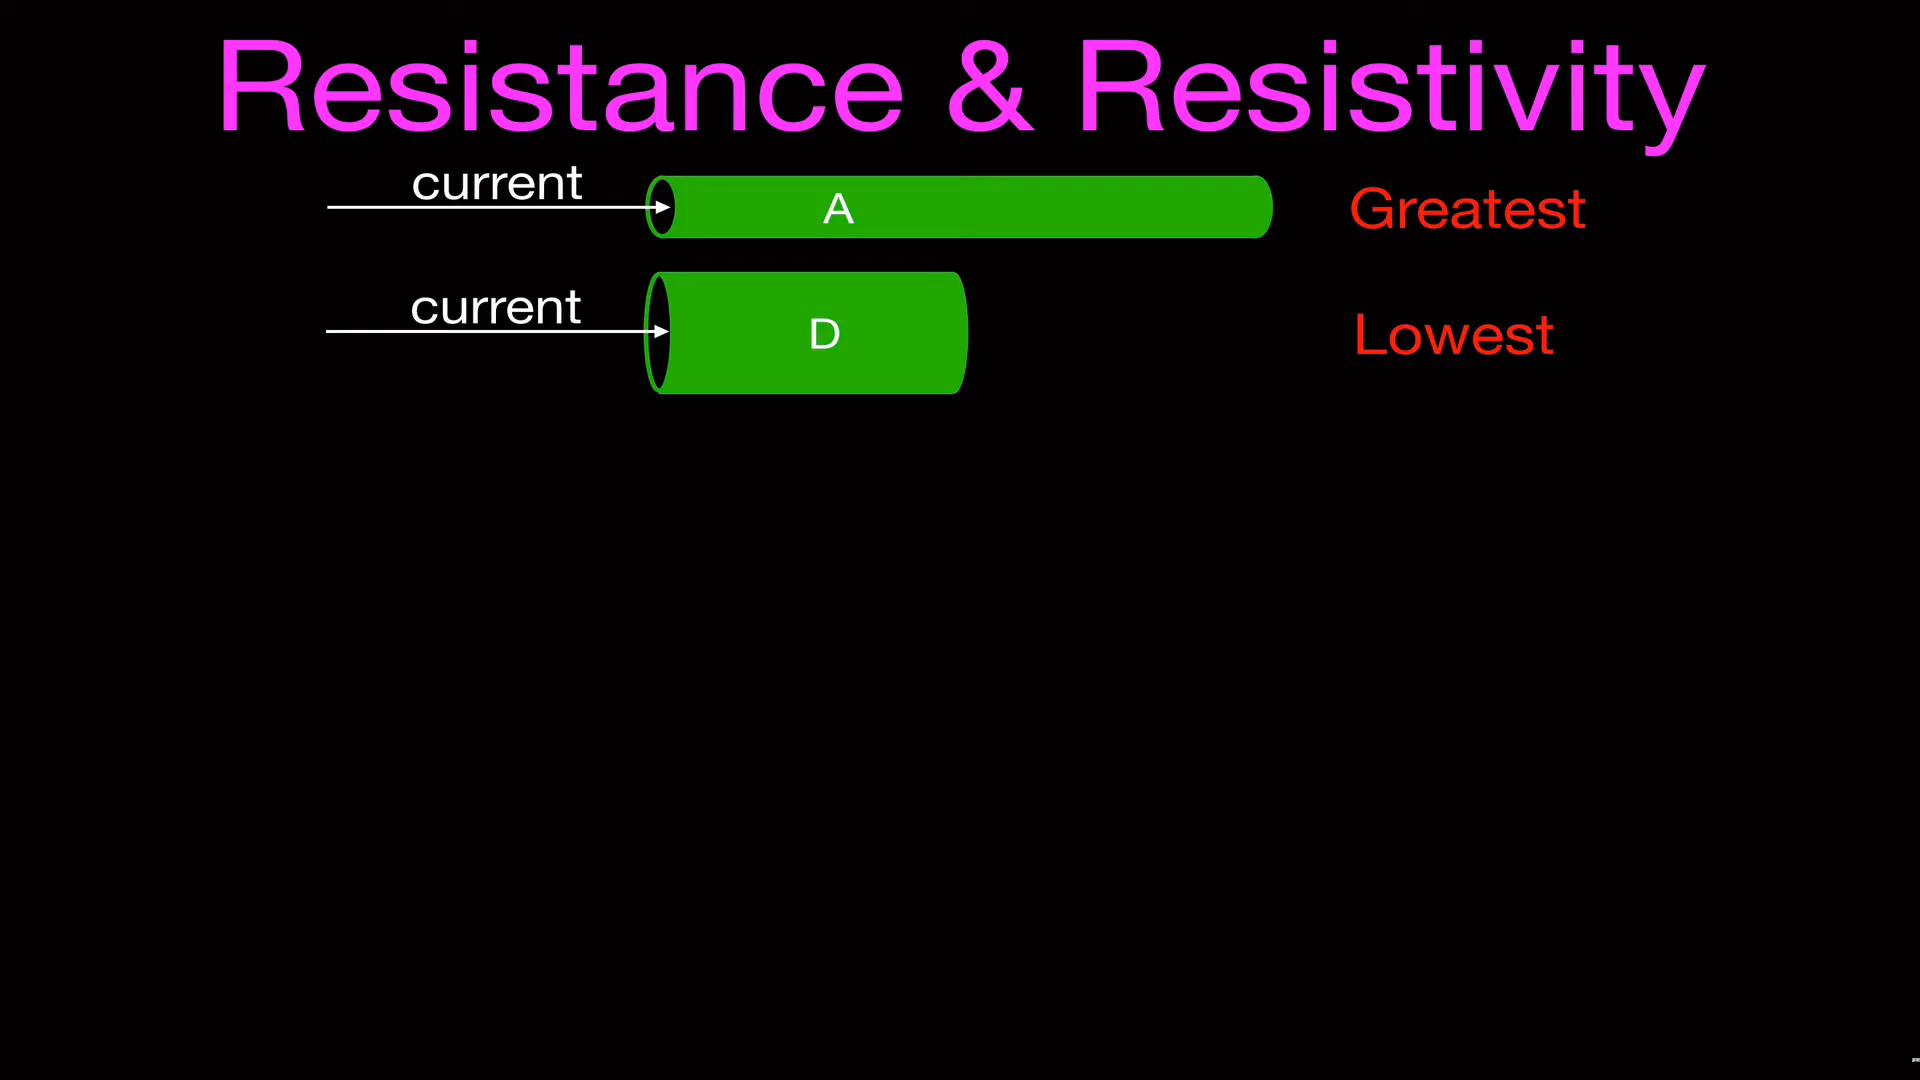 Resistance & Resistivity
current
A
Greatest
current
D
Lowest